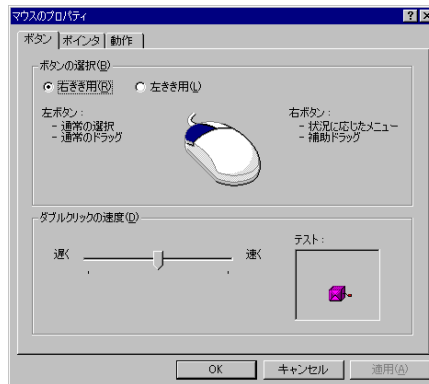 マウスのプロパティ
ボタン ポインタ 動作
ボタンの選択(B)
右きき用(R) 左きき用(L)
左ボタン:
- 通常の選択
- 通常のドラッグ
右ボタン:
- 状況に応じたメニュー
- 補助ドラッグ
ダブルクリックの速度(D)
遅く 速く
テスト:
OK キャンセル 適用(A)